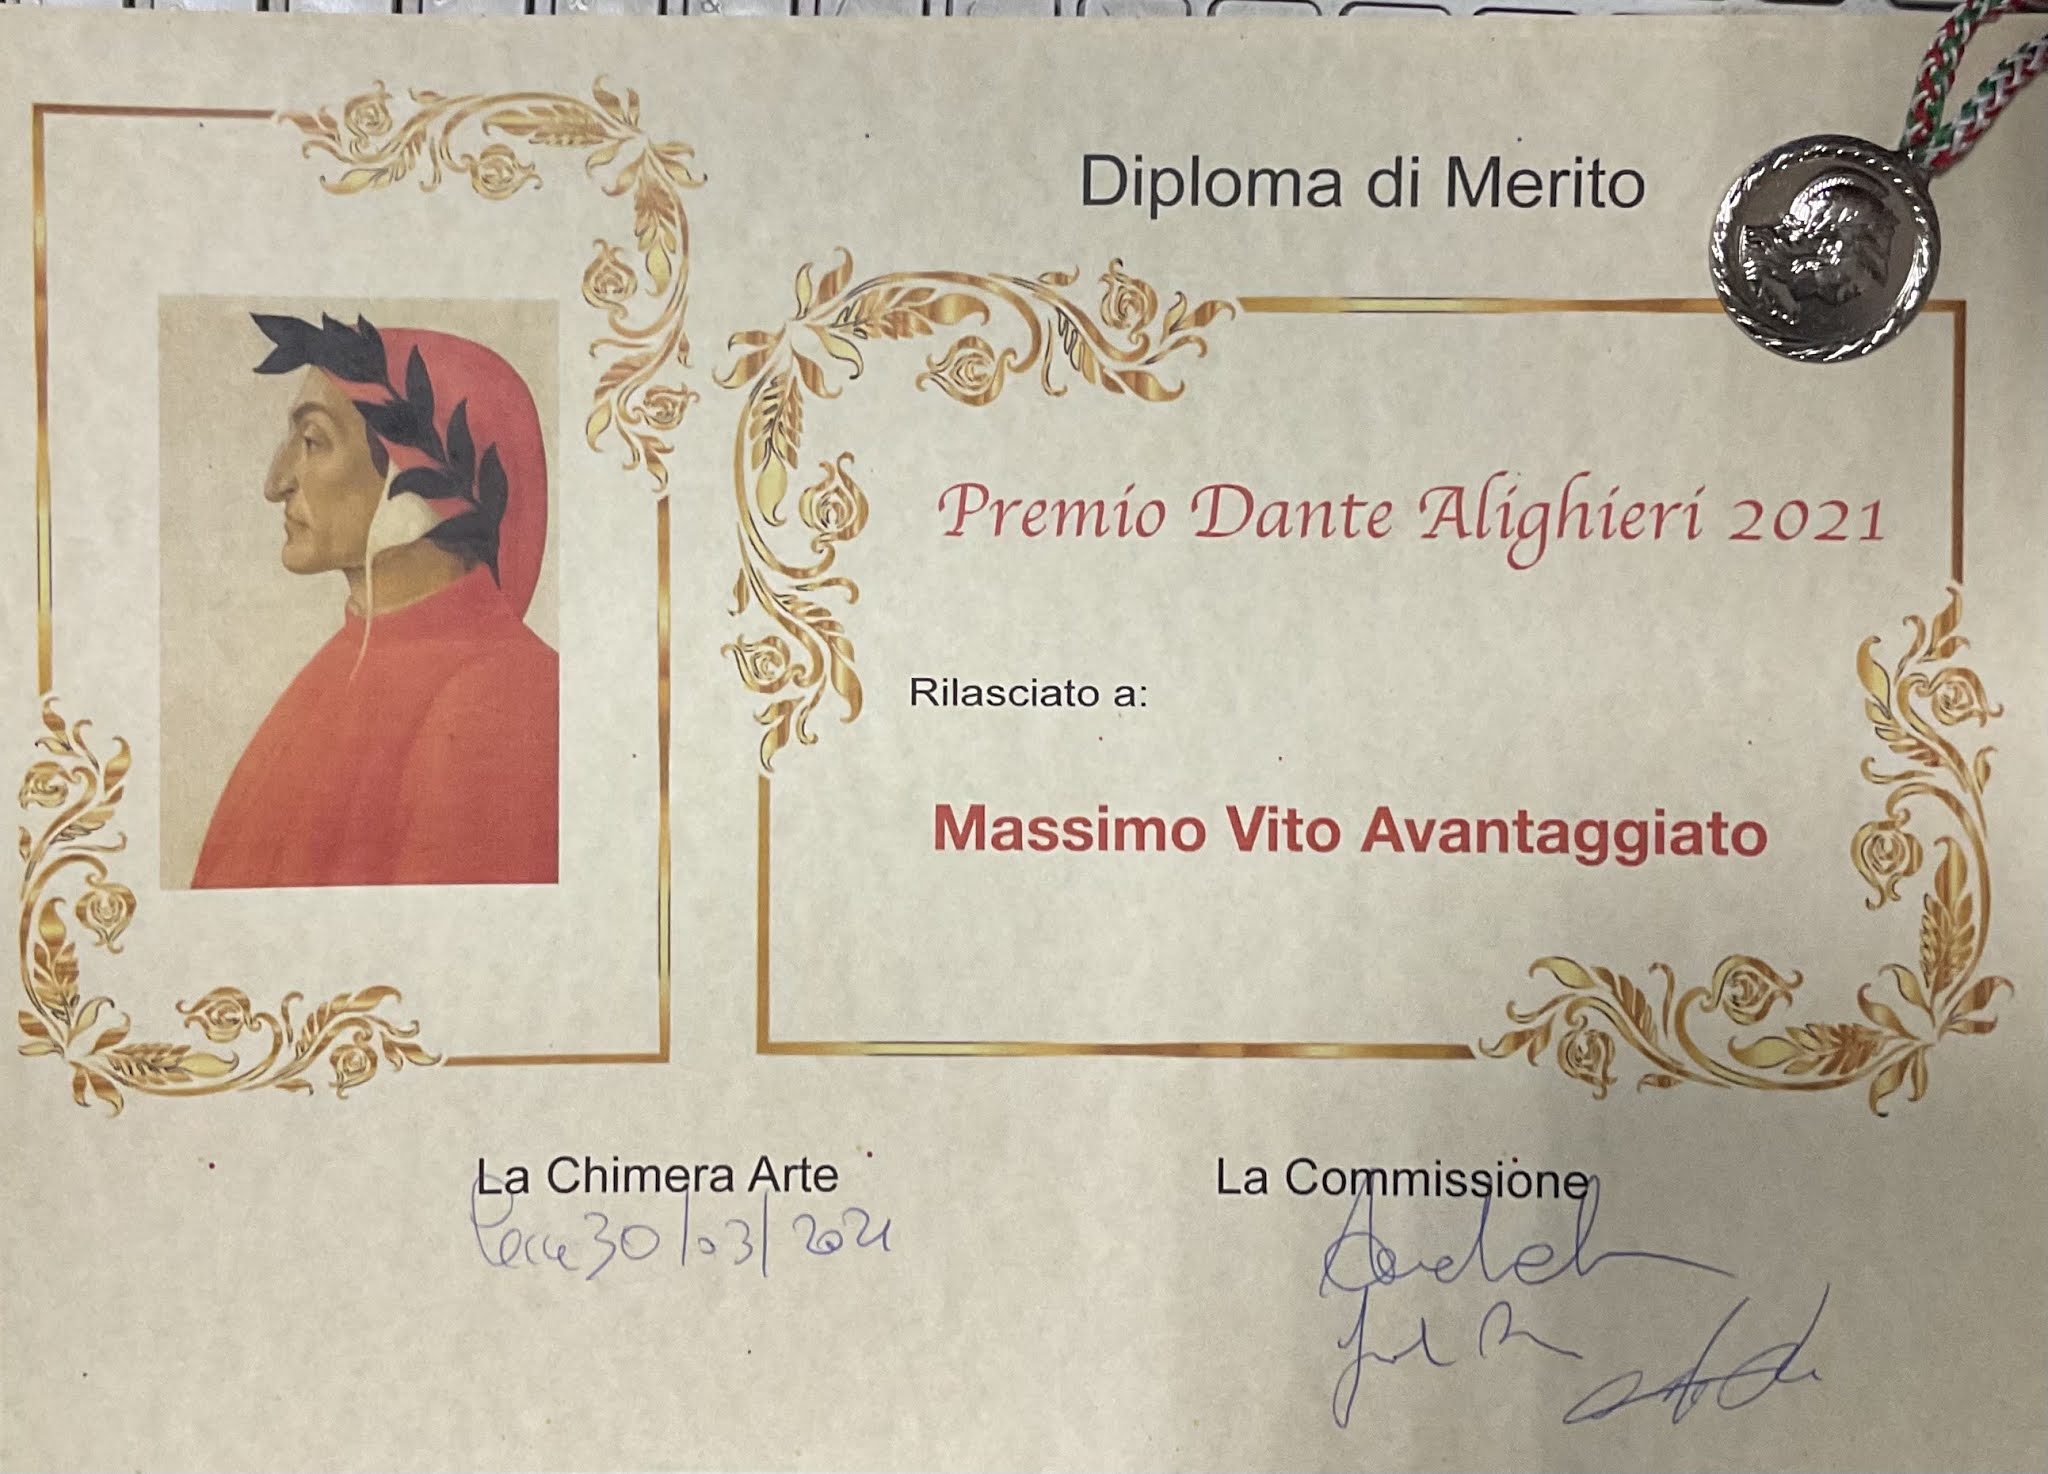 Diploma di Merito
Premio Dante Alighieri 2021
Rilasciato a:
Massimo Vito Avantaggiato
La Chimera Arte
Lecce 30/03/2021
La Commissione